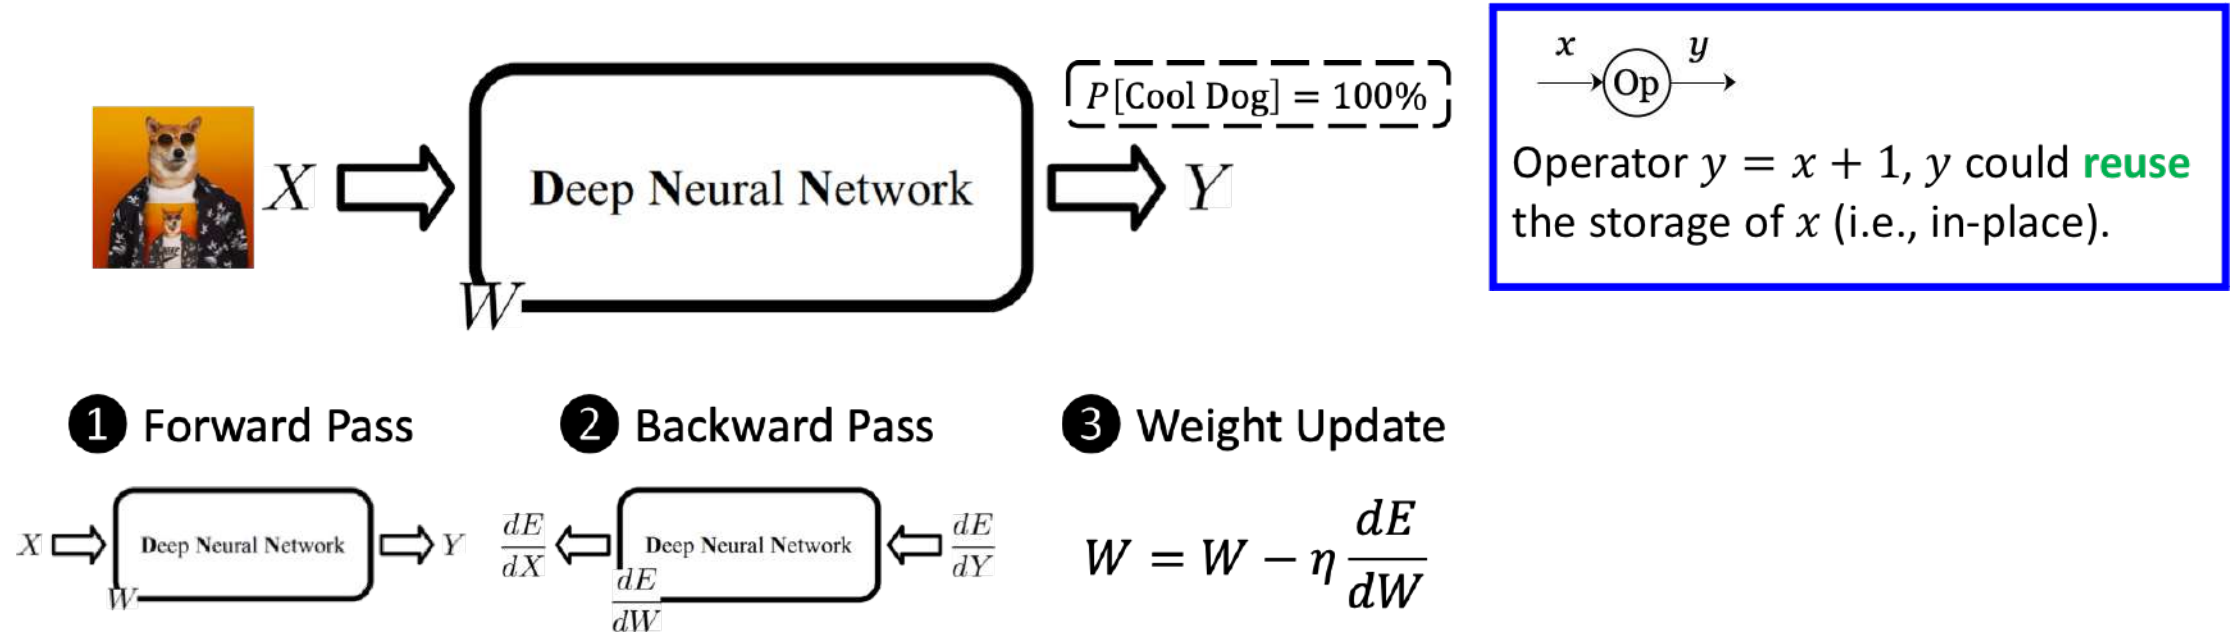 P[Cool Dog] = 100%
X
Deep Neural Network
Y
W
x
Op
y
Operator y = x + 1, y could reuse
the storage of x (i.e., in-place).
1 Forward Pass
X
Deep Neural Network
Y
W
2 Backward Pass
dE/dX
Deep Neural Network
dE/dY
dE/dW
3 Weight Update
W = W − η dE/dW